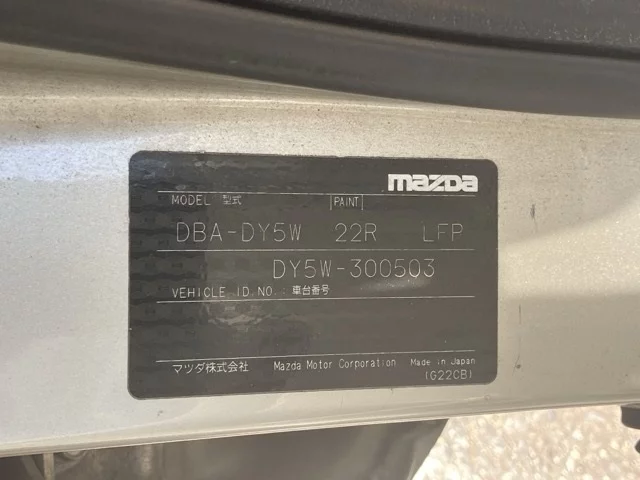 mazDa
MODEL 型式 PAINT
DBA-DY5W 22R LFP
DY5W-300503
VEHICLE ID.NO.:車台番号
マツダ株式会社 Mazda Motor Corporation Made in Japan
(G22CB)